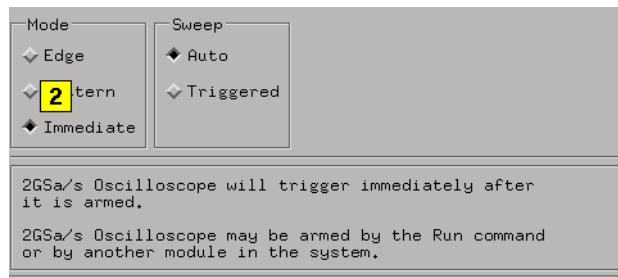 Mode
Edge
2 tern
Immediate
Sweep
Auto
Triggered
2GSa/s Oscilloscope will trigger immediately after
it is armed.
2GSa/s Oscilloscope may be armed by the Run command
or by another module in the system.